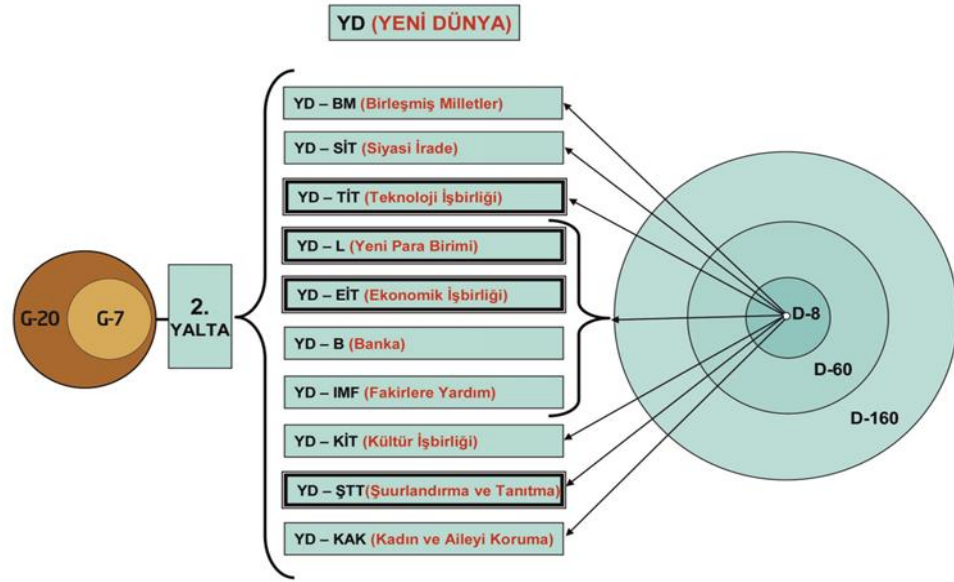 YD (YENİ DÜNYA)
YD – BM (Birleşmiş Milletler)
YD – SİT (Siyasi İrade)
YD – TİT (Teknoloji İşbirliği)
YD – L (Yeni Para Birimi)
YD – EİT (Ekonomik İşbirliği)
YD – B (Banka)
YD – IMF (Fakirlere Yardım)
YD – KİT (Kültür İşbirliği)
YD – ŞTT(Şuurlandırma ve Tanıtma)
YD – KAK (Kadın ve Aileyi Koruma)
G-20
G-7
2.
YALTA
D-8
D-60
D-160